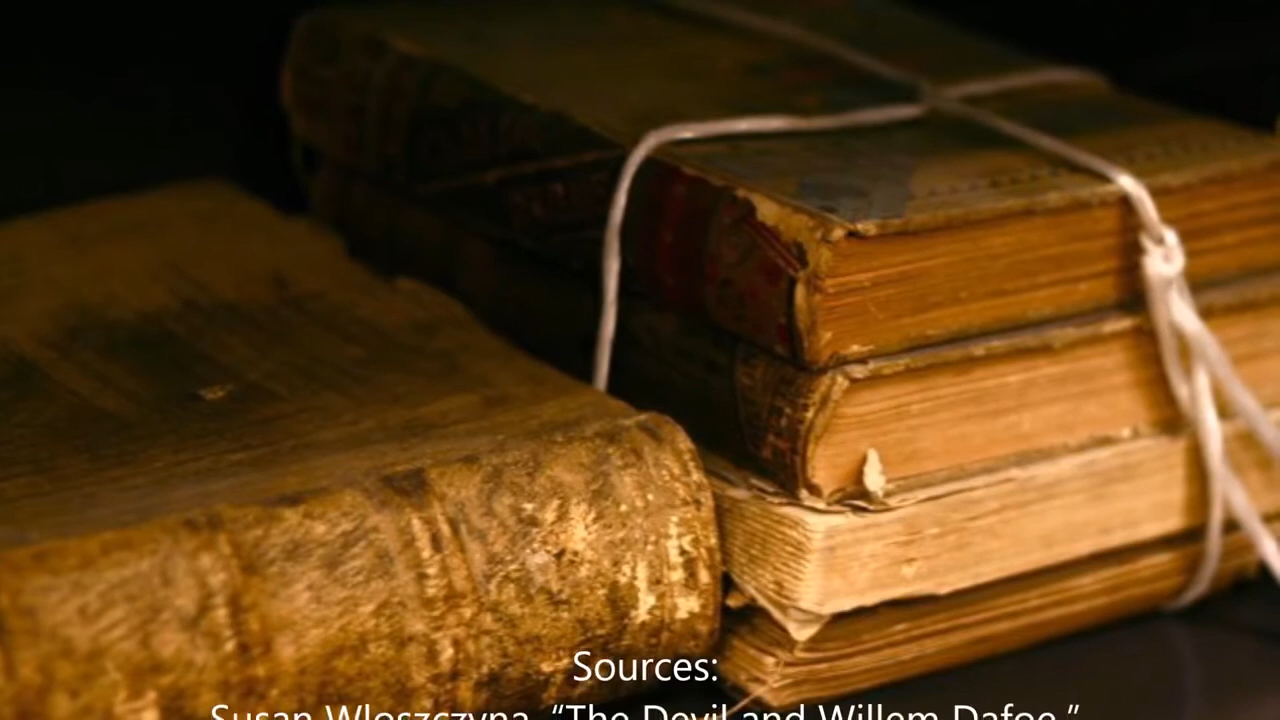 Sources:
Susan Wloszczyna, “The Devil and Willem Dafoe,”